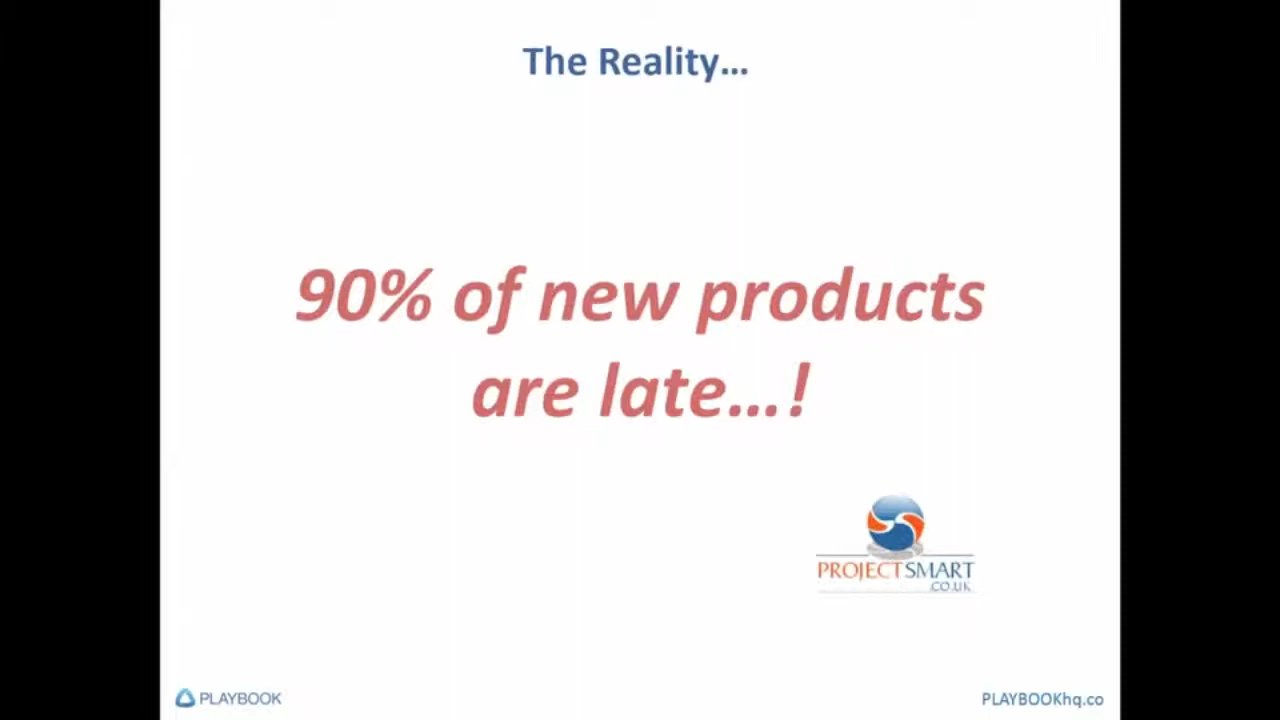 The Reality...
90% of new products
are late...!
PROJECTSMART
.CO.UK
PLAYBOOK
PLAYBOOKhq.co